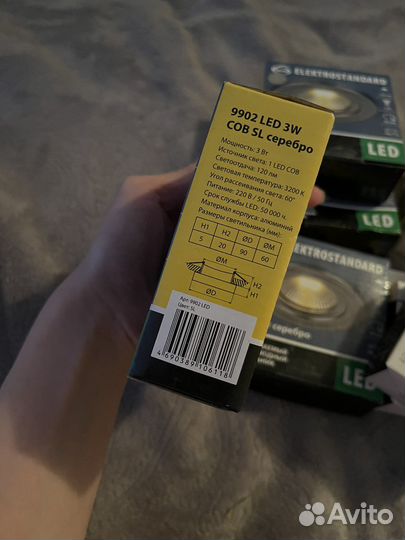 9902 LED 3W
COB SL серебро
Мощность: 3 Вт
Источник света: 1 LED COB
Светоотдача: 120 лм
Световая температура: 3200 К
Угол рассеивания света: 60°
Питание: 220 В / 50 Гц
Срок службы LED: 50 000 ч.
Материал корпуса: алюминий
Размеры светильника (мм):
H1 H2 ØD ØM
5 20 90 60
ØM
H2
H1
ØD
Арт. 9902 LED
Цвет: SL
4690389106118
ELEKTROSTANDARD
LED
LED
ELEKTROSTANDARD
серебро
LED
Avito